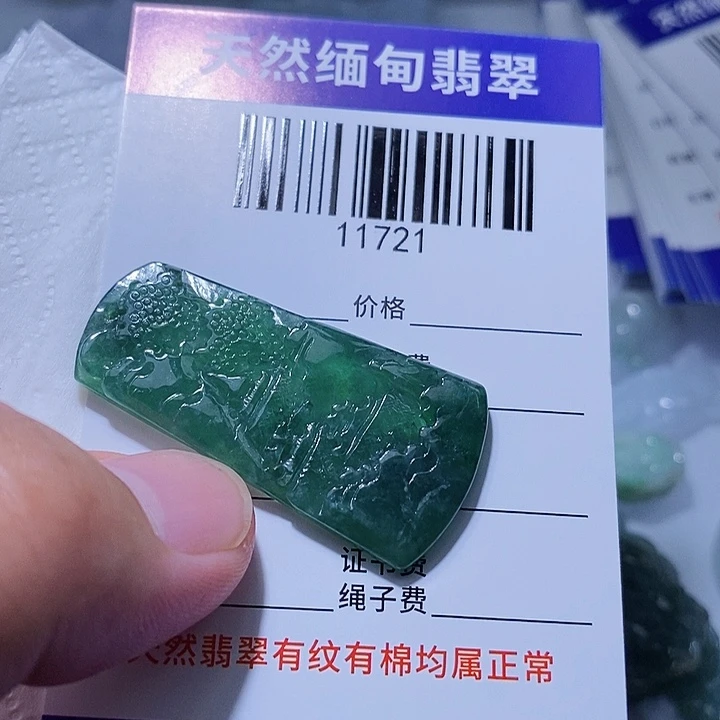 天然缅甸翡翠
11721
价格
费
证书费
绳子费
天然翡翠有纹有棉均属正常